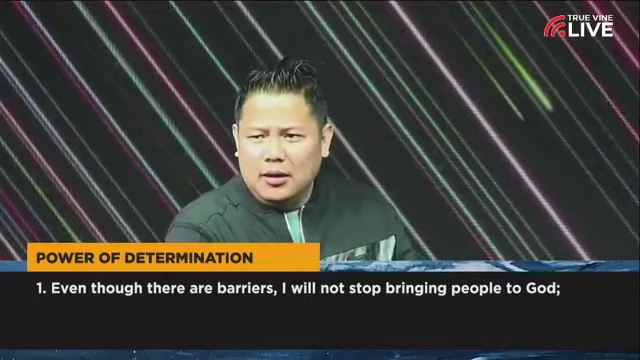 TRUE VINE
LIVE
POWER OF DETERMINATION
1. Even though there are barriers, I will not stop bringing people to God;